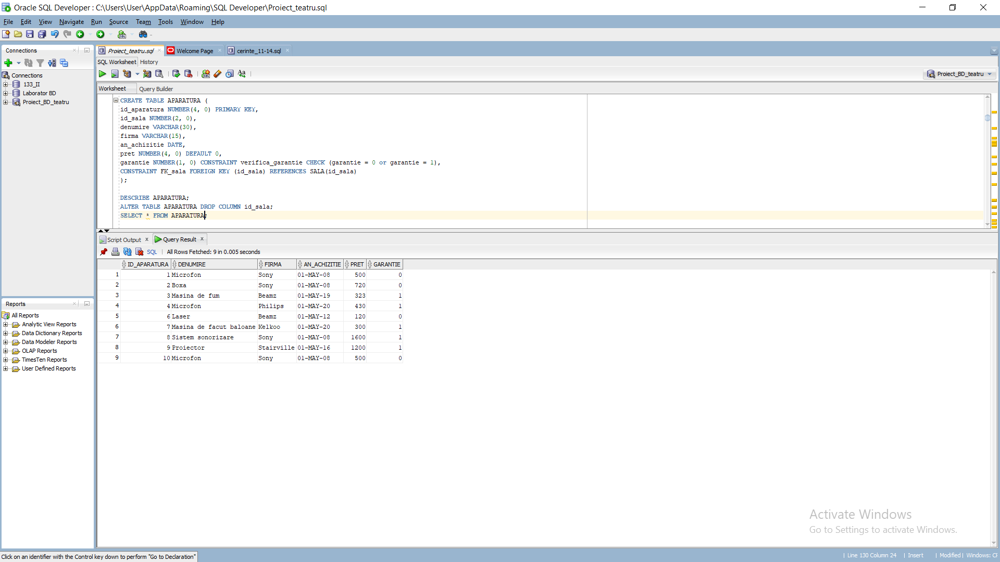 Oracle SQL Developer : C:\Users\User\AppData\Roaming\SQL Developer\Proiect_teatru.sql
File Edit View Navigate Run Source Team Tools Window Help
Connections
Proiect_teatru.sql Welcome Page cerinte_11-14.sql
SQL Worksheet History
Proiect_BD_teatru
Connections
133_II
Laborator BD
Proiect_BD_teatru
Worksheet Query Builder
CREATE TABLE APARATURA (
id_aparatura NUMBER(4, 0) PRIMARY KEY,
id_sala NUMBER(2, 0),
denumire VARCHAR(30),
firma VARCHAR(15),
an_achizitie DATE,
pret NUMBER(4, 0) DEFAULT 0,
garantie NUMBER(1, 0) CONSTRAINT verifica_garantie CHECK (garantie = 0 or garantie = 1),
CONSTRAINT FK_sala FOREIGN KEY (id_sala) REFERENCES SALA(id_sala)
);
DESCRIBE APARATURA;
ALTER TABLE APARATURA DROP COLUMN id_sala;
SELECT * FROM APARATURA;
Script Output Query Result
SQL All Rows Fetched: 9 in 0.005 seconds
ID_APARATURA DENUMIRE FIRMA AN_ACHIZITIE PRET GARANTIE
1 1 Microfon Sony 01-MAY-08 500 0
2 2 Boxa Sony 01-MAY-08 720 0
3 3 Masina de fum Beamz 01-MAY-19 323 1
4 4 Microfon Philips 01-MAY-20 430 1
5 6 Laser Beamz 01-MAY-12 120 0
6 7 Masina de facut baloane Kelkoo 01-MAY-20 300 1
7 8 Sistem sonorizare Sony 01-MAY-08 1600 1
8 9 Proiector Stairville 01-MAY-16 1200 1
9 10 Microfon Sony 01-MAY-08 500 0
Reports
All Reports
Analytic View Reports
Data Dictionary Reports
Data Modeler Reports
OLAP Reports
TimesTen Reports
User Defined Reports
Activate Windows
Go to Settings to activate Windows.
Click on an identifier with the Control key down to perform "Go to Declaration"
Line 130 Column 24 Insert Modified Windows: